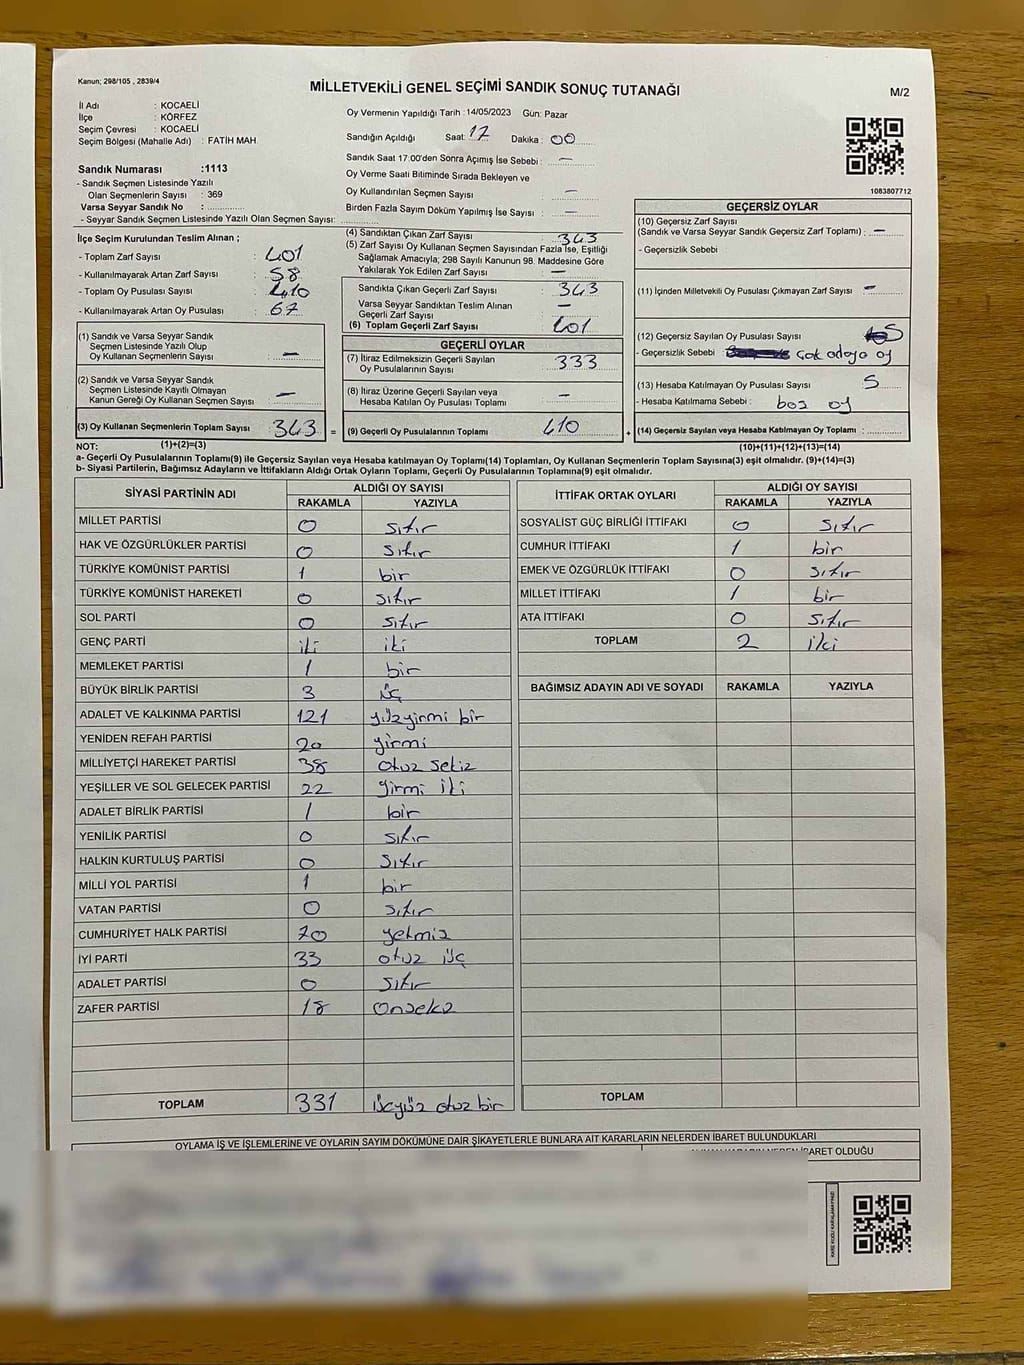 Kanun; 298/105 , 2839/4
MİLLETVEKİLİ GENEL SEÇİMİ SANDIK SONUÇ TUTANAĞI
M/2
İl Adı : KOCAELİ
İlçe : KÖRFEZ
Seçim Çevresi : KOCAELİ
Seçim Bölgesi (Mahalle Adı) : FATİH MAH
Sandık Numarası :1113
- Sandık Seçmen Listesinde Yazılı
Olan Seçmenlerin Sayısı : 369
Varsa Seyyar Sandık No :
- Seyyar Sandık Seçmen Listesinde Yazılı Olan Seçmen Sayısı:
Oy Vermenin Yapıldığı Tarih : 14/05/2023 Gün: Pazar
Sandığın Açıldığı Saat: 17 Dakika : 00
Sandık Saat 17.00'den Sonra Açımış İse Sebebi : —
Oy Verme Saati Bitiminde Sırada Bekleyen ve
Oy Kullandırılan Seçmen Sayısı : —
Birden Fazla Sayım Döküm Yapılmış İse Sayısı : —
1083807712
İlçe Seçim Kurulundan Teslim Alınan ;
- Toplam Zarf Sayısı : 401
- Kullanılmayarak Artan Zarf Sayısı : 58
- Toplam Oy Pusulası Sayısı : 410
- Kullanılmayarak Artan Oy Pusulası : 67
(4) Sandıktan Çıkan Zarf Sayısı : 343
(5) Zarf Sayısı Oy Kullanan Seçmen Sayısından Fazla İse, Eşitliği
Sağlamak Amacıyla; 298 Sayılı Kanunun 98. Maddesine Göre
Yakılarak Yok Edilen Zarf Sayısı : —
Sandıkta Çıkan Geçerli Zarf Sayısı : 343
Varsa Seyyar Sandıktan Teslim Alınan
Geçerli Zarf Sayısı : —
(6) Toplam Geçerli Zarf Sayısı : 401
GEÇERSİZ OYLAR
(10) Geçersiz Zarf Sayısı
(Sandık ve Varsa Seyyar Sandık Geçersiz Zarf Toplamı) : —
- Geçersizlik Sebebi
(11) İçinden Milletvekili Oy Pusulası Çıkmayan Zarf Sayısı —
(12) Geçersiz Sayılan Oy Pusulası Sayısı : 5
- Geçersizlik Sebebi : çok adaya oy
(13) Hesaba Katılmayan Oy Pusulası Sayısı : 5
- Hesaba Katılmama Sebebi : boş oy
(14) Geçersiz Sayılan veya Hesaba Katılmayan Oy Toplamı :
(10)+(11)+(12)+(13)=(14)
(1) Sandık ve Varsa Seyyar Sandık
Seçmen Listesinde Yazılı Olup
Oy Kullanan Seçmenlerin Sayısı : —
(2) Sandık ve Varsa Seyyar Sandık
Seçmen Listesinde Kayıtlı Olmayan
Kanun Gereği Oy Kullanan Seçmen Sayısı : —
(3) Oy Kullanan Seçmenlerin Toplam Sayısı : 343 =
GEÇERLİ OYLAR
(7) İtiraz Edilmeksizin Geçerli Sayılan
Oy Pusulalarının Sayısı : 333
(8) İtiraz Üzerine Geçerli Sayılan veya
Hesaba Katılan Oy Pusulası Toplamı : —
(9) Geçerli Oy Pusulalarının Toplamı : 410 +
NOT: (1)+(2)=(3)
a- Geçerli Oy Pusulalarının Toplamı(9) ile Geçersiz Sayılan veya Hesaba katılmayan Oy Toplamı(14) Toplamları, Oy Kullanan Seçmenlerin Toplam Sayısına(3) eşit olmalıdır. (9)+(14)=(3)
b- Siyasi Partilerin, Bağımsız Adayların ve İttifakların Aldığı Ortak Oyların Toplamı, Geçerli Oy Pusulalarının Toplamına(9) eşit olmalıdır.
SİYASİ PARTİNİN ADI ALDIĞI OY SAYISI
RAKAMLA YAZIYLA
MİLLET PARTİSİ 0 sıfır
HAK VE ÖZGÜRLÜKLER PARTİSİ 0 sıfır
TÜRKİYE KOMÜNİST PARTİSİ 1 bir
TÜRKİYE KOMÜNİST HAREKETİ 0 sıfır
SOL PARTİ 0 sıfır
GENÇ PARTİ iki iki
MEMLEKET PARTİSİ 1 bir
BÜYÜK BİRLİK PARTİSİ 3 üç
ADALET VE KALKINMA PARTİSİ 121 yüzyirmi bir
YENİDEN REFAH PARTİSİ 20 yirmi
MİLLİYETÇİ HAREKET PARTİSİ 38 otuz sekiz
YEŞİLLER VE SOL GELECEK PARTİSİ 22 yirmi iki
ADALET BİRLİK PARTİSİ 1 bir
YENİLİK PARTİSİ 0 sıfır
HALKIN KURTULUŞ PARTİSİ 0 sıfır
MİLLİ YOL PARTİSİ 1 bir
VATAN PARTİSİ 0 sıfır
CUMHURİYET HALK PARTİSİ 70 yetmiş
İYİ PARTİ 33 otuz üç
ADALET PARTİSİ 0 sıfır
ZAFER PARTİSİ 18 onsekiz
TOPLAM 331 üçyüz otuz bir
İTTİFAK ORTAK OYLARI ALDIĞI OY SAYISI
RAKAMLA YAZIYLA
SOSYALİST GÜÇ BİRLİĞİ İTTİFAKI 0 sıfır
CUMHUR İTTİFAKI 1 bir
EMEK VE ÖZGÜRLÜK İTTİFAKI 0 sıfır
MİLLET İTTİFAKI 1 bir
ATA İTTİFAKI 0 sıfır
TOPLAM 2 iki
BAĞIMSIZ ADAYIN ADI VE SOYADI RAKAMLA YAZIYLA
TOPLAM
OYLAMA İŞ VE İŞLEMLERİNE VE OYLARIN SAYIM DÖKÜMÜNE DAİR ŞİKAYETLERLE BUNLARA AİT KARARLARIN NELERDEN İBARET BULUNDUKLARI
İBARET OLDUĞU